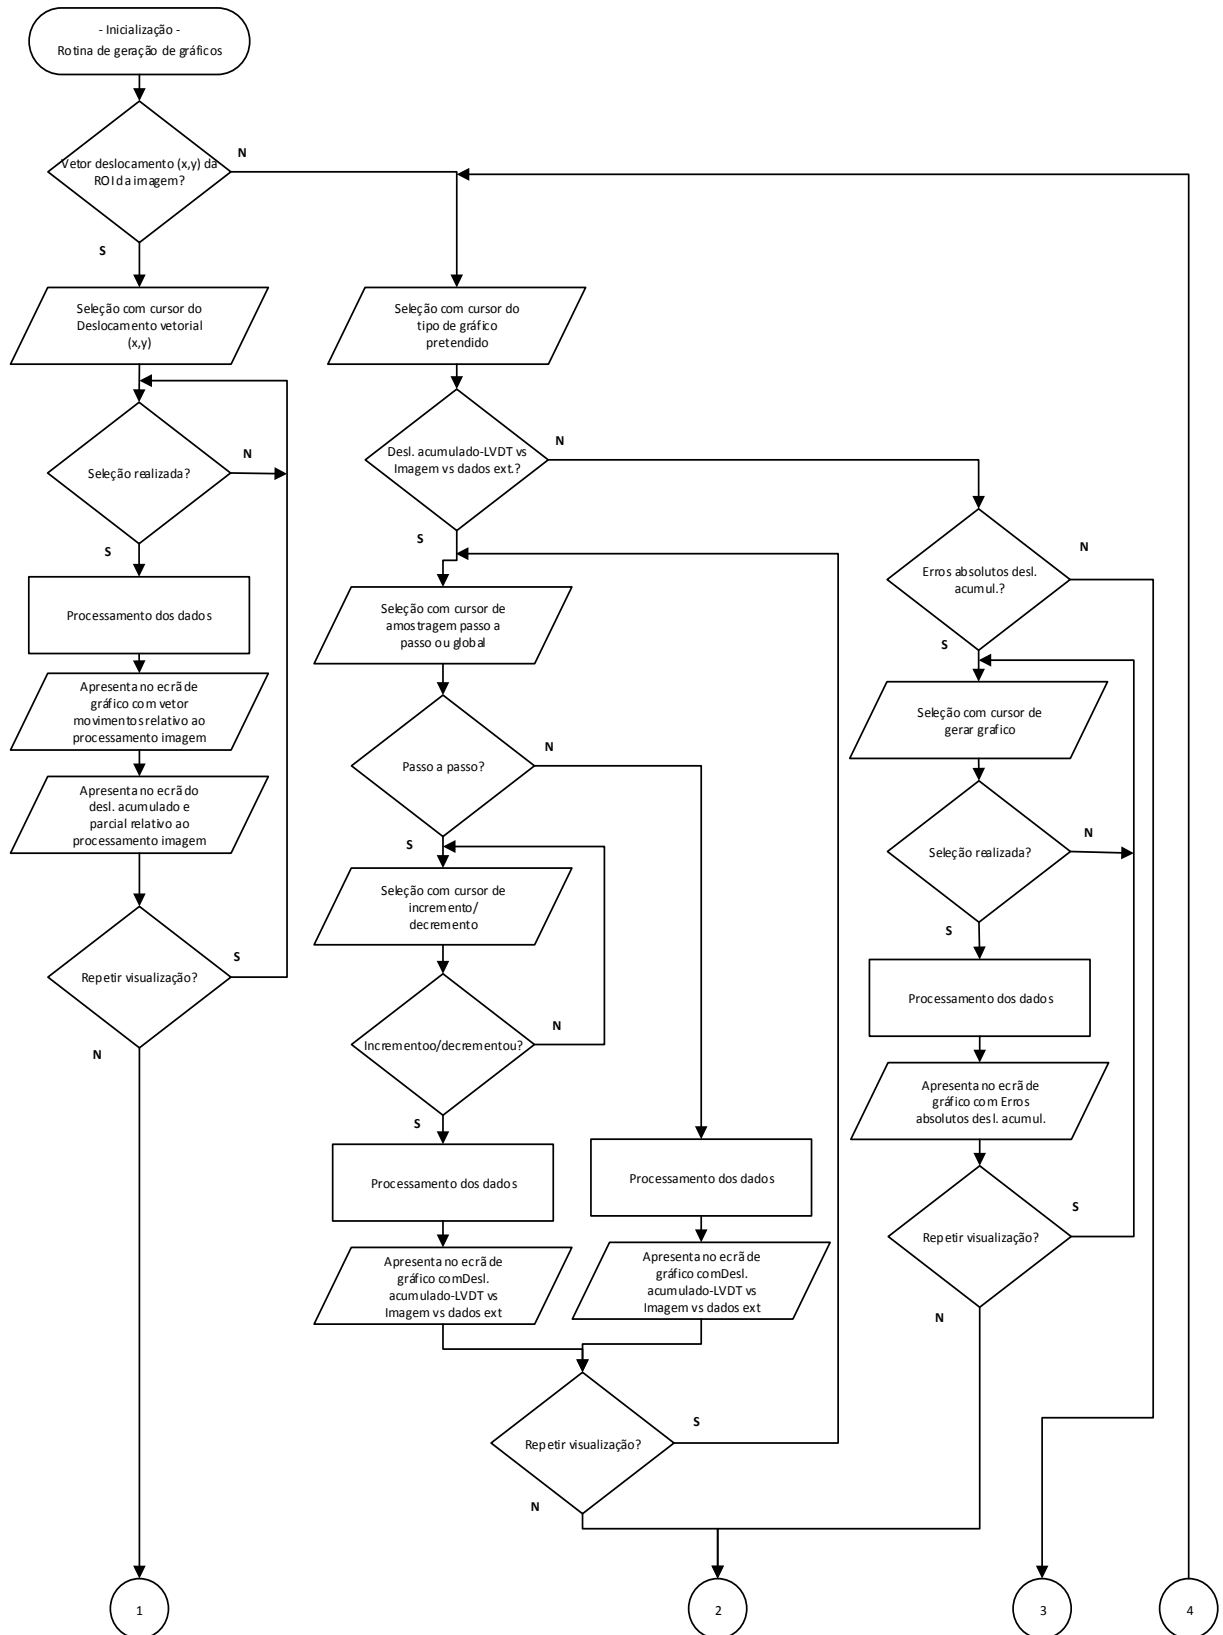 - Inicialização -
Rotina de geração de gráficos
Vetor deslocamento (x,y) da
ROI da imagem?
N
S
Seleção com cursor do
Deslocamento vetorial
(x,y)
Seleção realizada?
N
S
Processamento dos dados
Apresenta no ecrã de
gráfico com vetor
movimentos relativo ao
processamento imagem
Apresenta no ecrã do
desl. acumulado e
parcial relativo ao
processamento imagem
Repetir visualização?
S
N
1
Seleção com cursor do
tipo de gráfico
pretendido
Desl. acumulado-LVDT vs
Imagem vs dados ext.?
N
S
Seleção com cursor de
amostragem passo a
passo ou global
Passo a passo?
N
S
Seleção com cursor de
incremento/
decremento
Incrementoo/decrementou?
N
S
Processamento dos dados
Apresenta no ecrã de
gráfico comDesl.
acumulado-LVDT vs
Imagem vs dados ext
Processamento dos dados
Apresenta no ecrã de
gráfico comDesl.
acumulado-LVDT vs
Imagem vs dados ext
Repetir visualização?
S
N
2
Erros absolutos desl.
acumul.?
N
S
Seleção com cursor de
gerar grafico
Seleção realizada?
N
S
Processamento dos dados
Apresenta no ecrã de
gráfico com Erros
absolutos desl. acumul.
Repetir visualização?
S
N
3
4